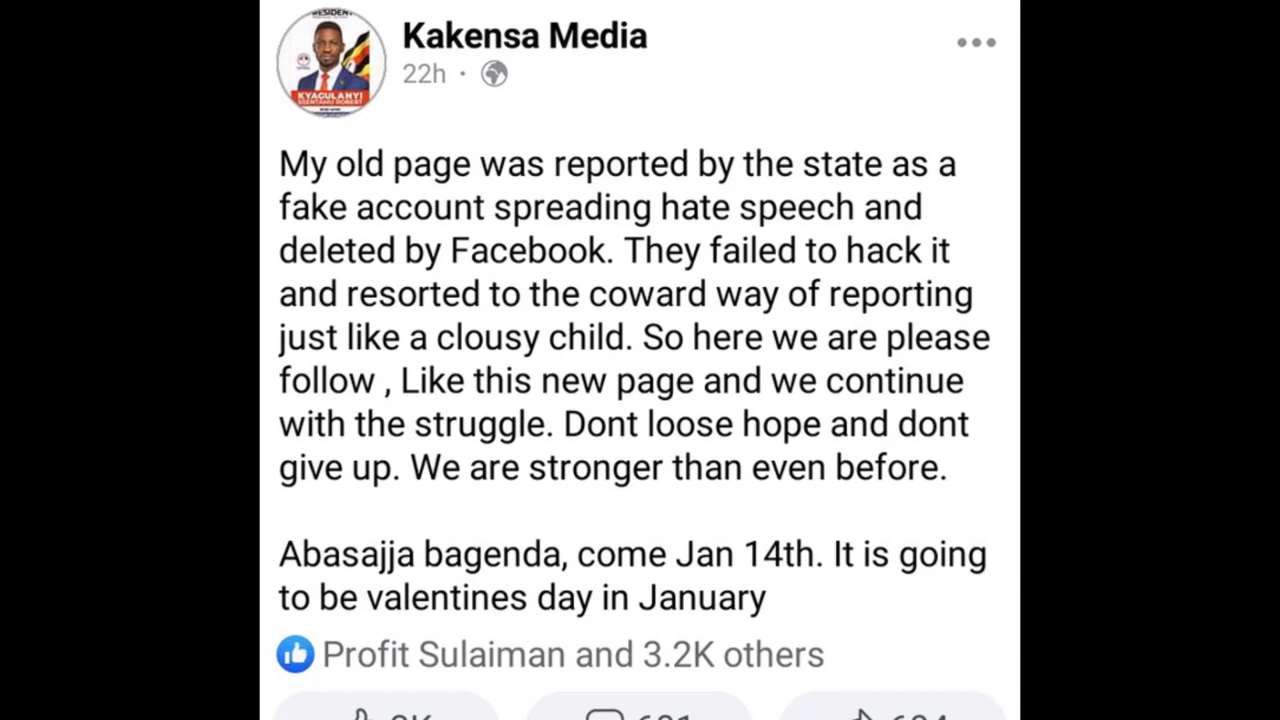 RESIDENT
KYAGULANYI
SSENTAMU ROBERT
Kakensa Media
22h ·
My old page was reported by the state as a
fake account spreading hate speech and
deleted by Facebook. They failed to hack it
and resorted to the coward way of reporting
just like a clousy child. So here we are please
follow , Like this new page and we continue
with the struggle. Dont loose hope and dont
give up. We are stronger than even before.
Abasajja bagenda, come Jan 14th. It is going
to be valentines day in January
Profit Sulaiman and 3.2K others